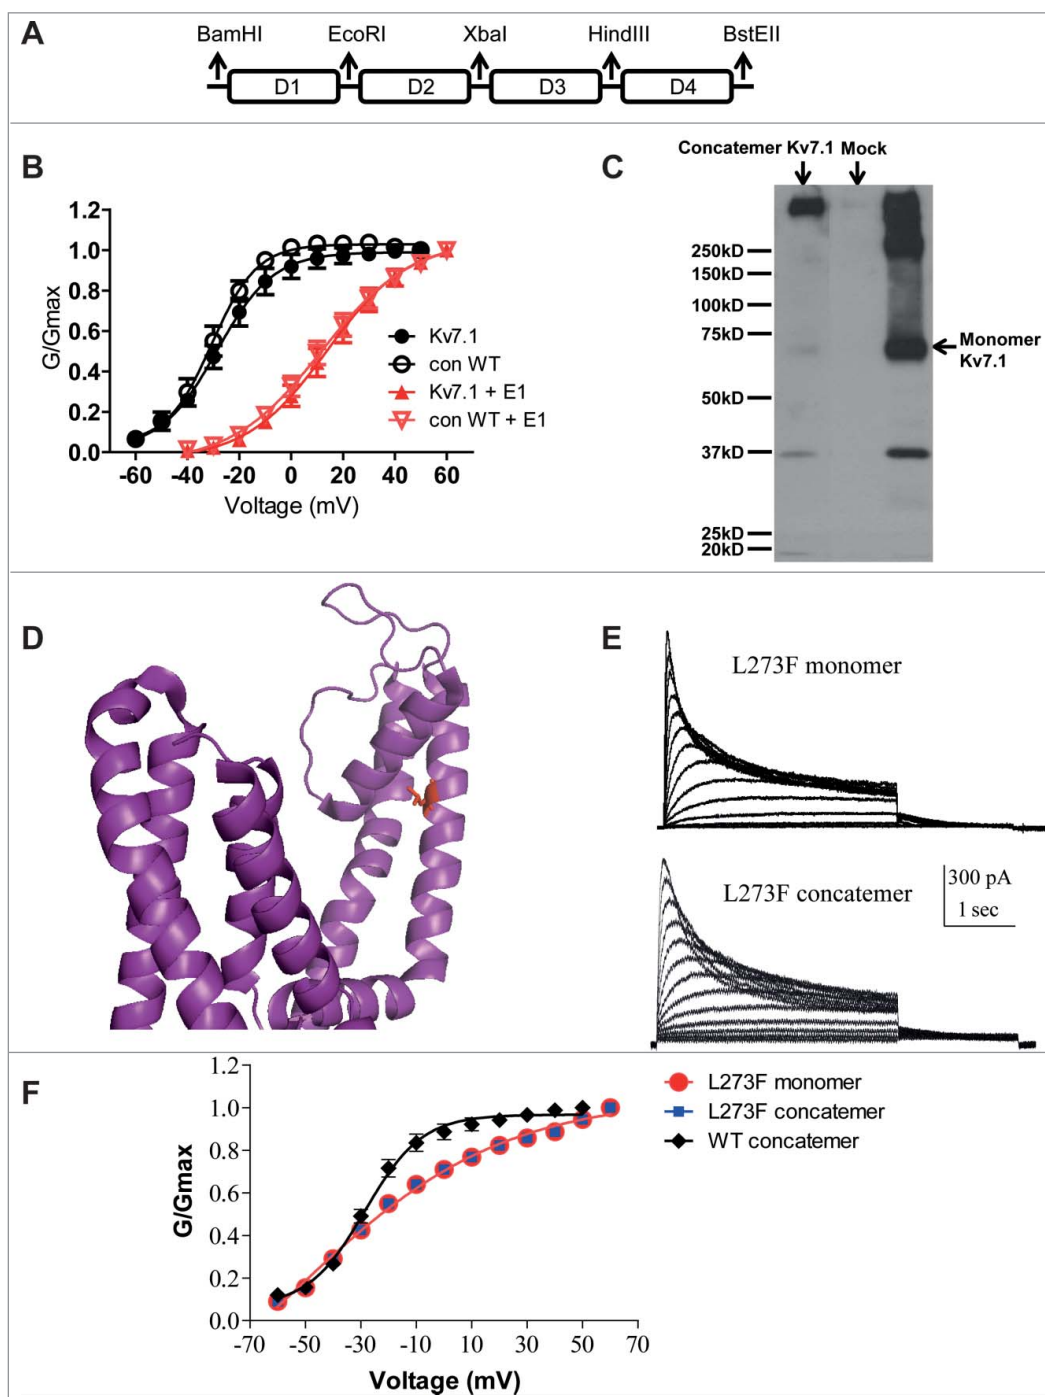 A
BamHI EcoRI XbaI HindIII BstEII
D1 D2 D3 D4
B
1.2
1.0
0.8
0.6
0.4
0.2
0.0
G/Gmax
-60 -40 -20 0 20 40 60
Voltage (mV)
Kv7.1
con WT
Kv7.1 + E1
con WT + E1
C
Concatemer Kv7.1 Mock
250kD
150kD
100kD
75kD
50kD
37kD
25kD
20kD
Monomer
Kv7.1
D
E
L273F monomer
L273F concatemer
300 pA
1 sec
F
1.2
1.0
0.8
0.6
0.4
0.2
0.0
G/Gmax
-70 -50 -30 -10 10 30 50 70
Voltage (mV)
L273F monomer
L273F concatemer
WT concatemer